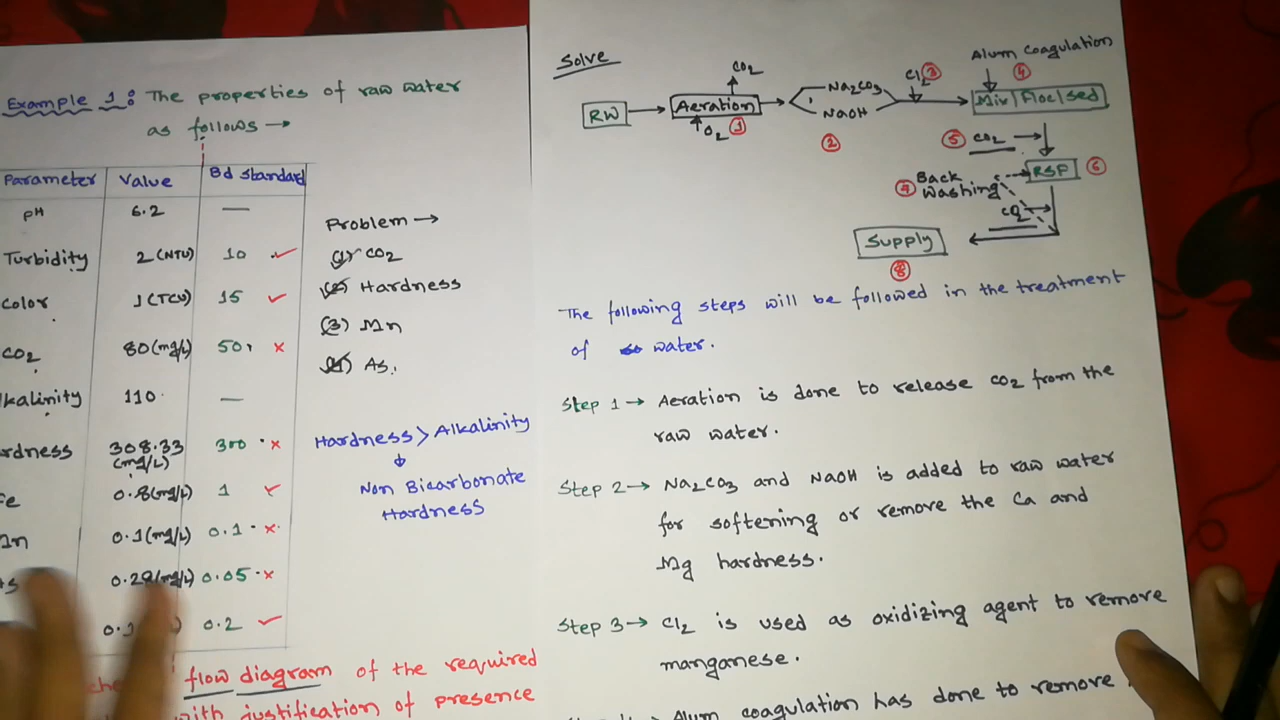 Example 1: The properties of raw water
as follows →
Parameter Value Bd standard
pH 6.2 —
Turbidity 2 (NTU) 10 ✓
Color 1 (TCU) 15 ✓
CO2 80 (mg/L) 50 ×
lkalinity 110 —
rdness 308.33 (mg/L) 300 ×
Fe 0.8 (mg/L) 1 ✓
Mn 0.1 (mg/L) 0.1 ×
As 0.29 (mg/L) 0.05 ×
0.2 ✓
Problem →
(1) CO2
(2) Hardness
(3) Mn
(4) As.
Hardness > Alkalinity
↓
Non Bicarbonate
Hardness
flow diagram of the required
with justification of presence
Solve
RW → Aeration → Na2CO3 NaOH → Mix/Floc/Sed
CO2
O2 1
2
Cl2 3
Alum Coagulation
4
5 CO2 →
RSF 6
7 Back
washing
CO2 →
Supply
8
The following steps will be followed in the treatment
of water.
Step 1 → Aeration is done to release CO2 from the
raw water.
Step 2 → Na2CO3 and NaOH is added to raw water
for softening or remove the Ca and
Mg hardness.
Step 3 → Cl2 is used as oxidizing agent to remove
manganese.
Alum coagulation has done to remove